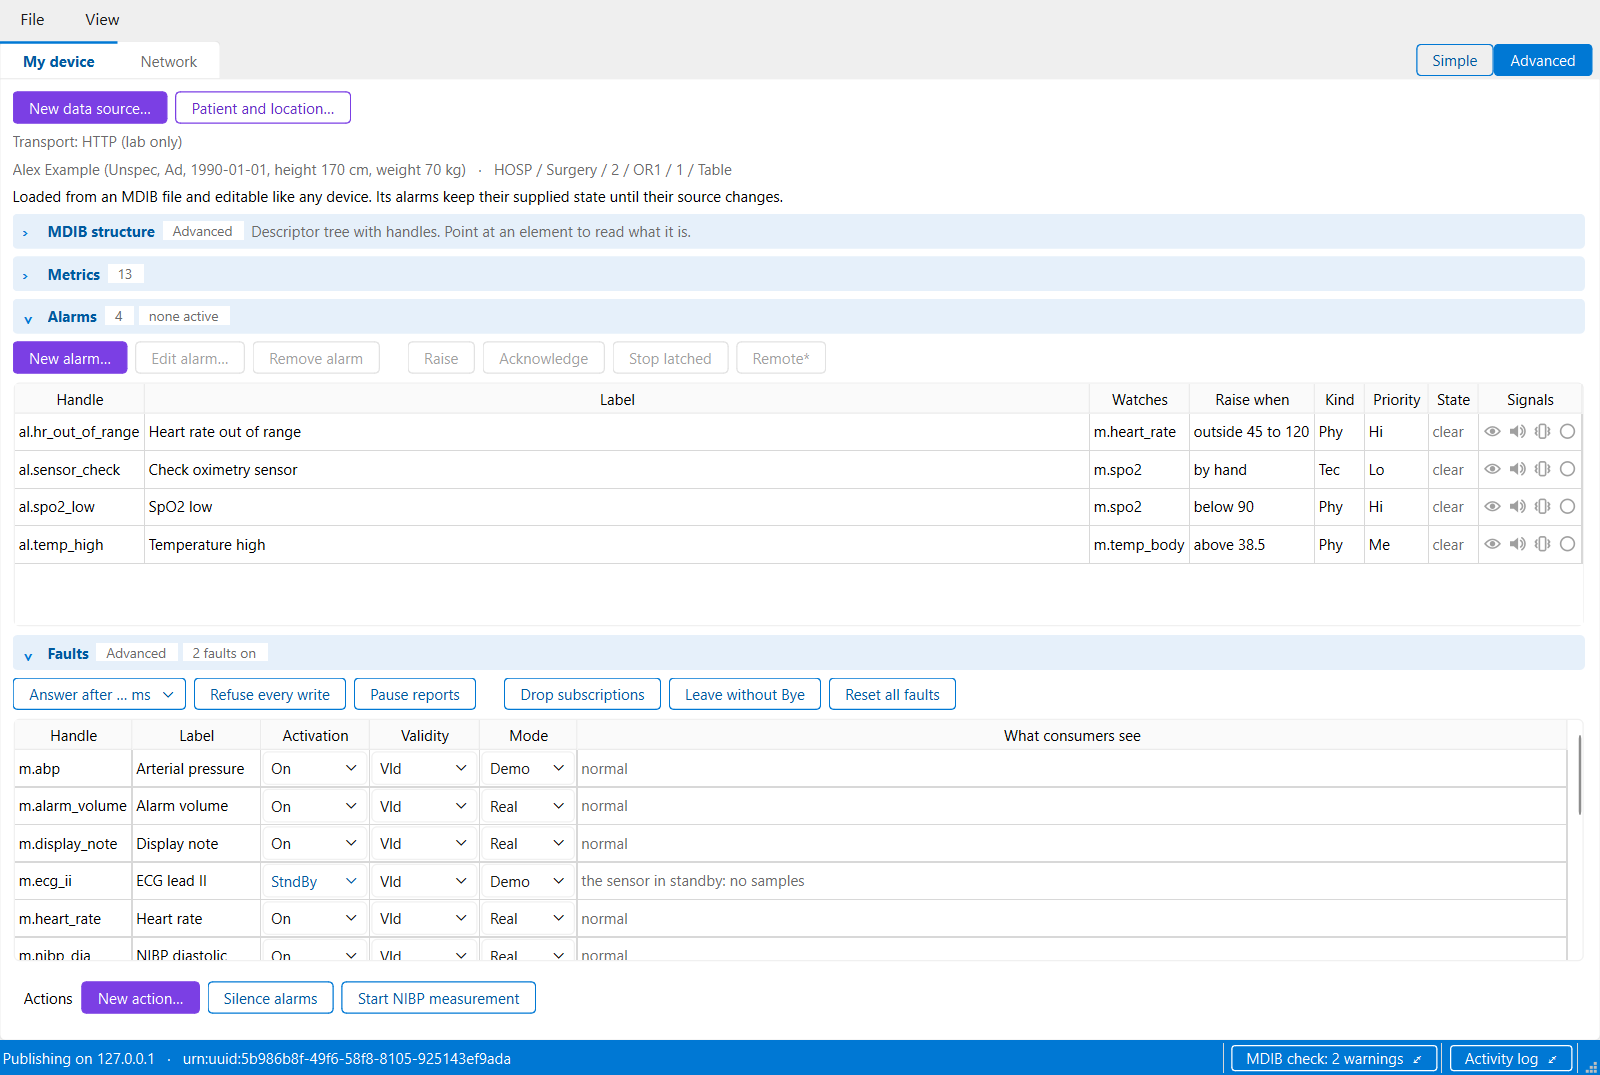 File View
My device Network Simple Advanced
New data source... Patient and location...
Transport: HTTP (lab only)
Alex Example (Unspec, Ad, 1990-01-01, height 170 cm, weight 70 kg) · HOSP / Surgery / 2 / OR1 / 1 / Table
Loaded from an MDIB file and editable like any device. Its alarms keep their supplied state until their source changes.
MDIB structure Advanced Descriptor tree with handles. Point at an element to read what it is.
Metrics 13
Alarms 4 none active
New alarm... Edit alarm... Remove alarm Raise Acknowledge Stop latched Remote*
Handle Label Watches Raise when Kind Priority State Signals
al.hr_out_of_range Heart rate out of range m.heart_rate outside 45 to 120 Phy Hi clear
al.sensor_check Check oximetry sensor m.spo2 by hand Tec Lo clear
al.spo2_low SpO2 low m.spo2 below 90 Phy Hi clear
al.temp_high Temperature high m.temp_body above 38.5 Phy Me clear
Faults Advanced 2 faults on
Answer after ... ms Refuse every write Pause reports Drop subscriptions Leave without Bye Reset all faults
Handle Label Activation Validity Mode What consumers see
m.abp Arterial pressure On Vld Demo normal
m.alarm_volume Alarm volume On Vld Real normal
m.display_note Display note On Vld Real normal
m.ecg_ii ECG lead II StndBy Vld Demo the sensor in standby: no samples
m.heart_rate Heart rate On Vld Real normal
m.nibp_dia NIBP diastolic On Vld Real normal
Actions New action... Silence alarms Start NIBP measurement
Publishing on 127.0.0.1 · urn:uuid:5b986b8f-49f6-58f8-8105-925143ef9ada MDIB check: 2 warnings Activity log